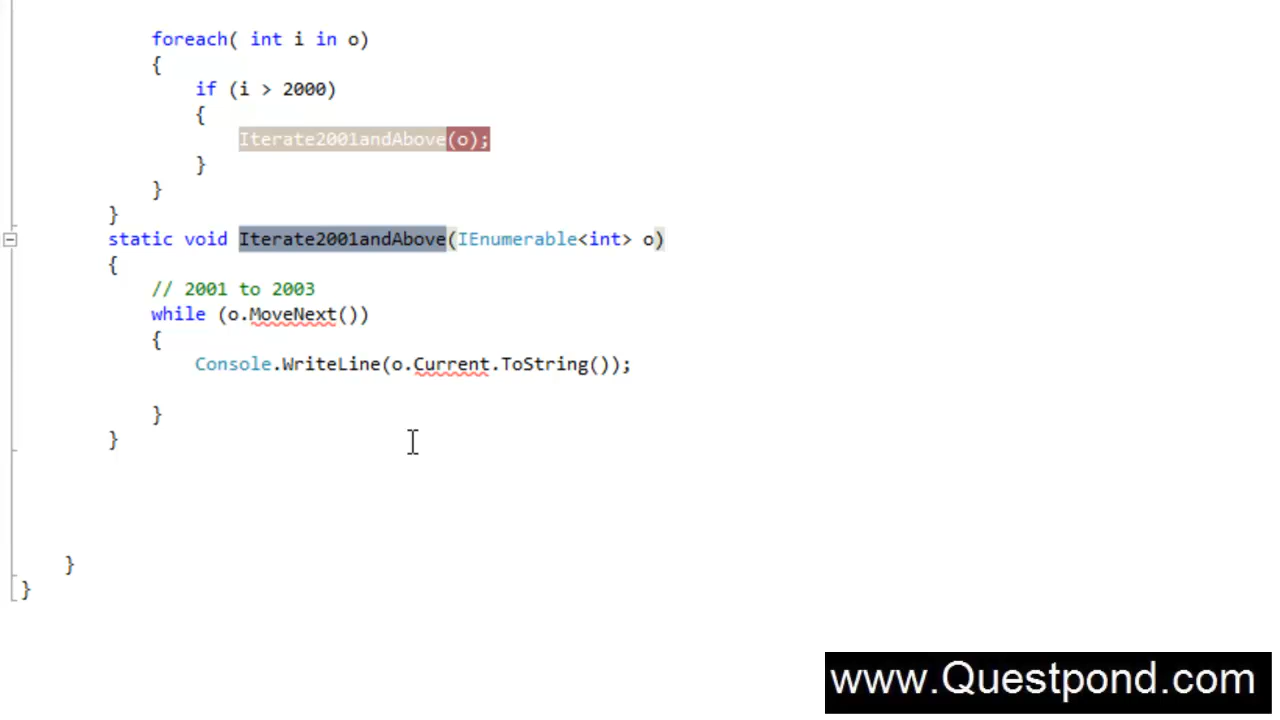 foreach( int i in o)
{
if (i > 2000)
{
Iterate2001andAbove(o);
}
}
}
static void Iterate2001andAbove(IEnumerable<int> o)
{
// 2001 to 2003
while (o.MoveNext())
{
Console.WriteLine(o.Current.ToString());
}
}
}
}
www.Questpond.com